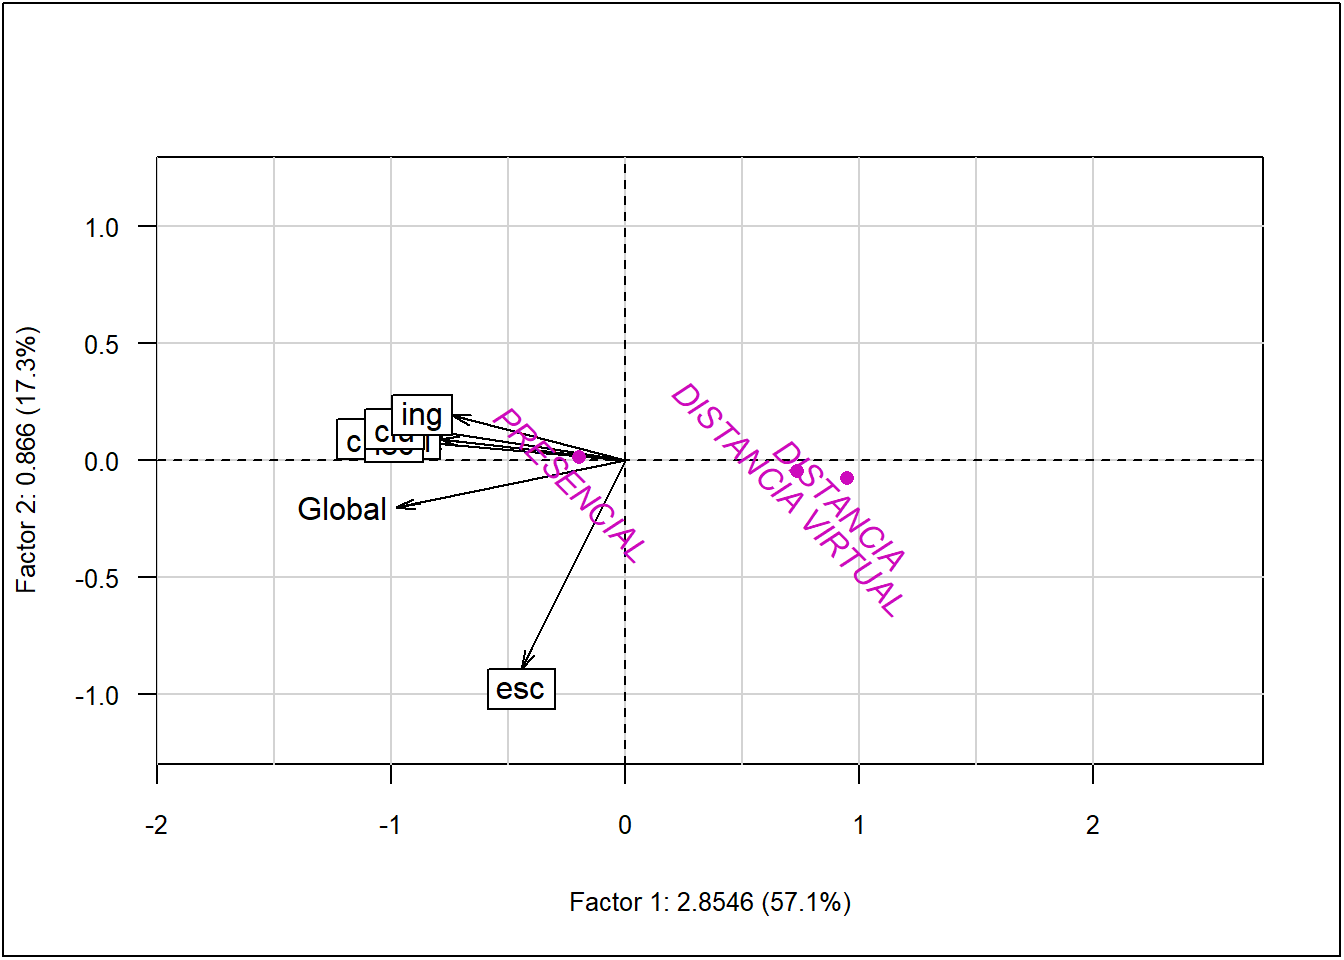 1.0
0.5
0.0
-0.5
-1.0
-2
-1
0
1
2
Factor 2: 0.866 (17.3%)
Factor 1: 2.8546 (57.1%)
ing
Global
esc
PRESENCIAL
DISTANCIA VIRTUAL
DISTANCIA